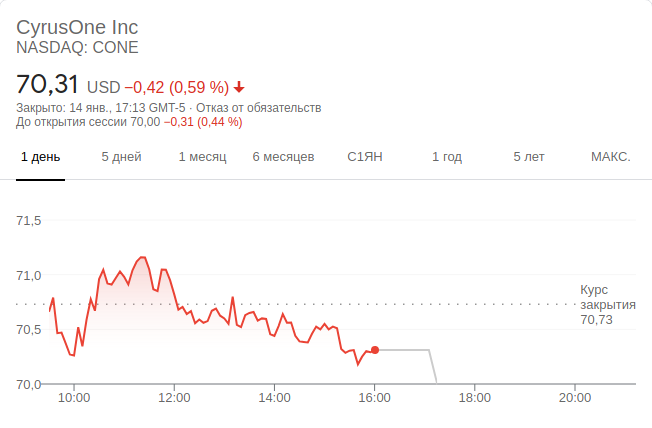 CyrusOne Inc
NASDAQ: CONE
70,31 USD −0,42 (0,59 %)
Закрыто: 14 янв., 17:13 GMT-5 · Отказ от обязательств
До открытия сессии 70,00 −0,31 (0,44 %)
1 день 5 дней 1 месяц 6 месяцев С1ЯН 1 год 5 лет МАКС.
71,5
71,0
Курс
закрытия
70,73
70,5
70,0
10:00 12:00 14:00 16:00 18:00 20:00